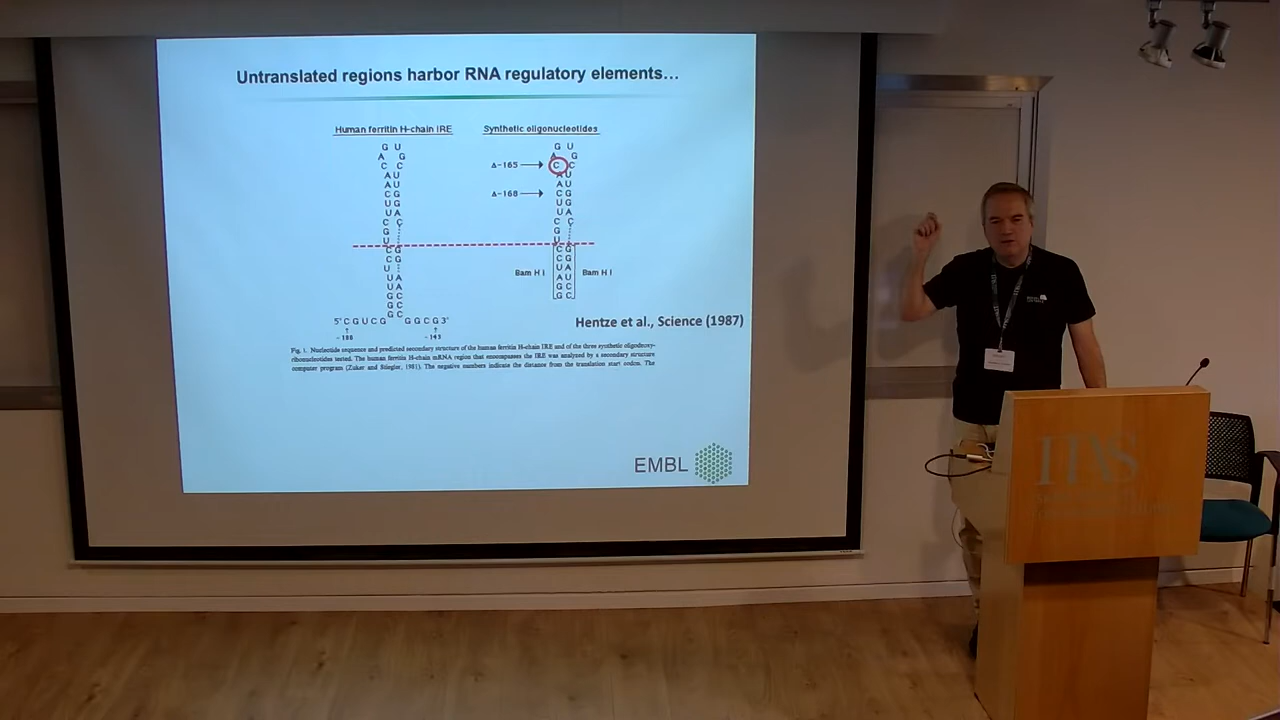 Untranslated regions harbor RNA regulatory elements...
Human ferritin H-chain IRE
Synthetic oligonucleotides
G U
A G
C C
A U
A U
C G
U G
U A
C C
G
U
C G
C G
U
U A
U A
G C
G C
G C
5'C G U C G G G C G 3'
-198
-143
G U
A G
Δ-165 → C C
A U
A U
Δ-168 → C G
U G
U A
C C
G
U
C G
C G
U A
A U
G C
G C
Bam H I
Bam H I
Hentze et al., Science (1987)
Fig. 1. Nucleotide sequence and predicted secondary structure of the human ferritin H-chain IRE and of the three synthetic oligodeoxy-
ribonucleotides tested. The human ferritin H-chain mRNA region that encompasses the IRE was analyzed by a secondary structure
computer program (Zuker and Stiegler, 1981). The negative numbers indicate the distance from the translation start codon. The
EMBL
IIAS